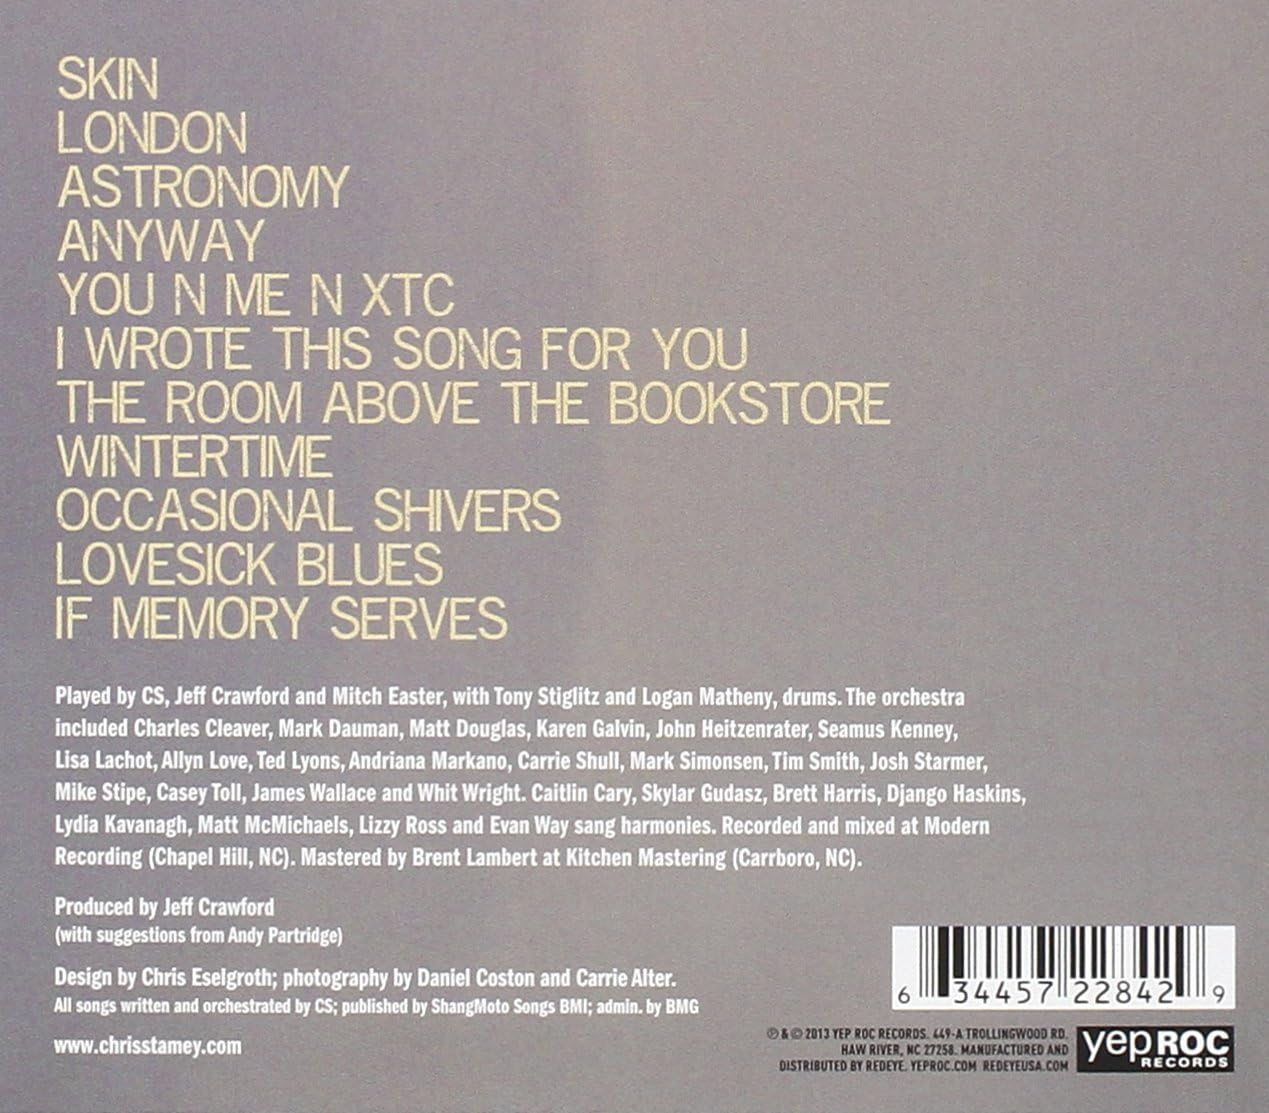 SKIN
LONDON
ASTRONOMY
ANYWAY
YOU N ME N XTC
I WROTE THIS SONG FOR YOU
THE ROOM ABOVE THE BOOKSTORE
WINTERTIME
OCCASIONAL SHIVERS
LOVESICK BLUES
IF MEMORY SERVES
Played by CS, Jeff Crawford and Mitch Easter, with Tony Stiglitz and Logan Matheny, drums. The orchestra
included Charles Cleaver, Mark Dauman, Matt Douglas, Karen Galvin, John Heitzenrater, Seamus Kenney,
Lisa Lachot, Allyn Love, Ted Lyons, Andriana Markano, Carrie Shull, Mark Simonsen, Tim Smith, Josh Starmer,
Mike Stipe, Casey Toll, James Wallace and Whit Wright. Caitlin Cary, Skylar Gudasz, Brett Harris, Django Haskins,
Lydia Kavanagh, Matt McMichaels, Lizzy Ross and Evan Way sang harmonies. Recorded and mixed at Modern
Recording (Chapel Hill, NC). Mastered by Brent Lambert at Kitchen Mastering (Carrboro, NC).
Produced by Jeff Crawford
(with suggestions from Andy Partridge)
Design by Chris Eselgroth; photography by Daniel Coston and Carrie Alter.
All songs written and orchestrated by CS; published by ShangMoto Songs BMI; admin. by BMG
www.chrisstamey.com
6 34457 22842 9
℗ & © 2013 YEP ROC RECORDS. 449-A TROLLINGWOOD RD.
HAW RIVER, NC 27258. MANUFACTURED AND
DISTRIBUTED BY REDEYE. YEPROC.COM REDEYEUSA.COM
yep ROC
RECORDS